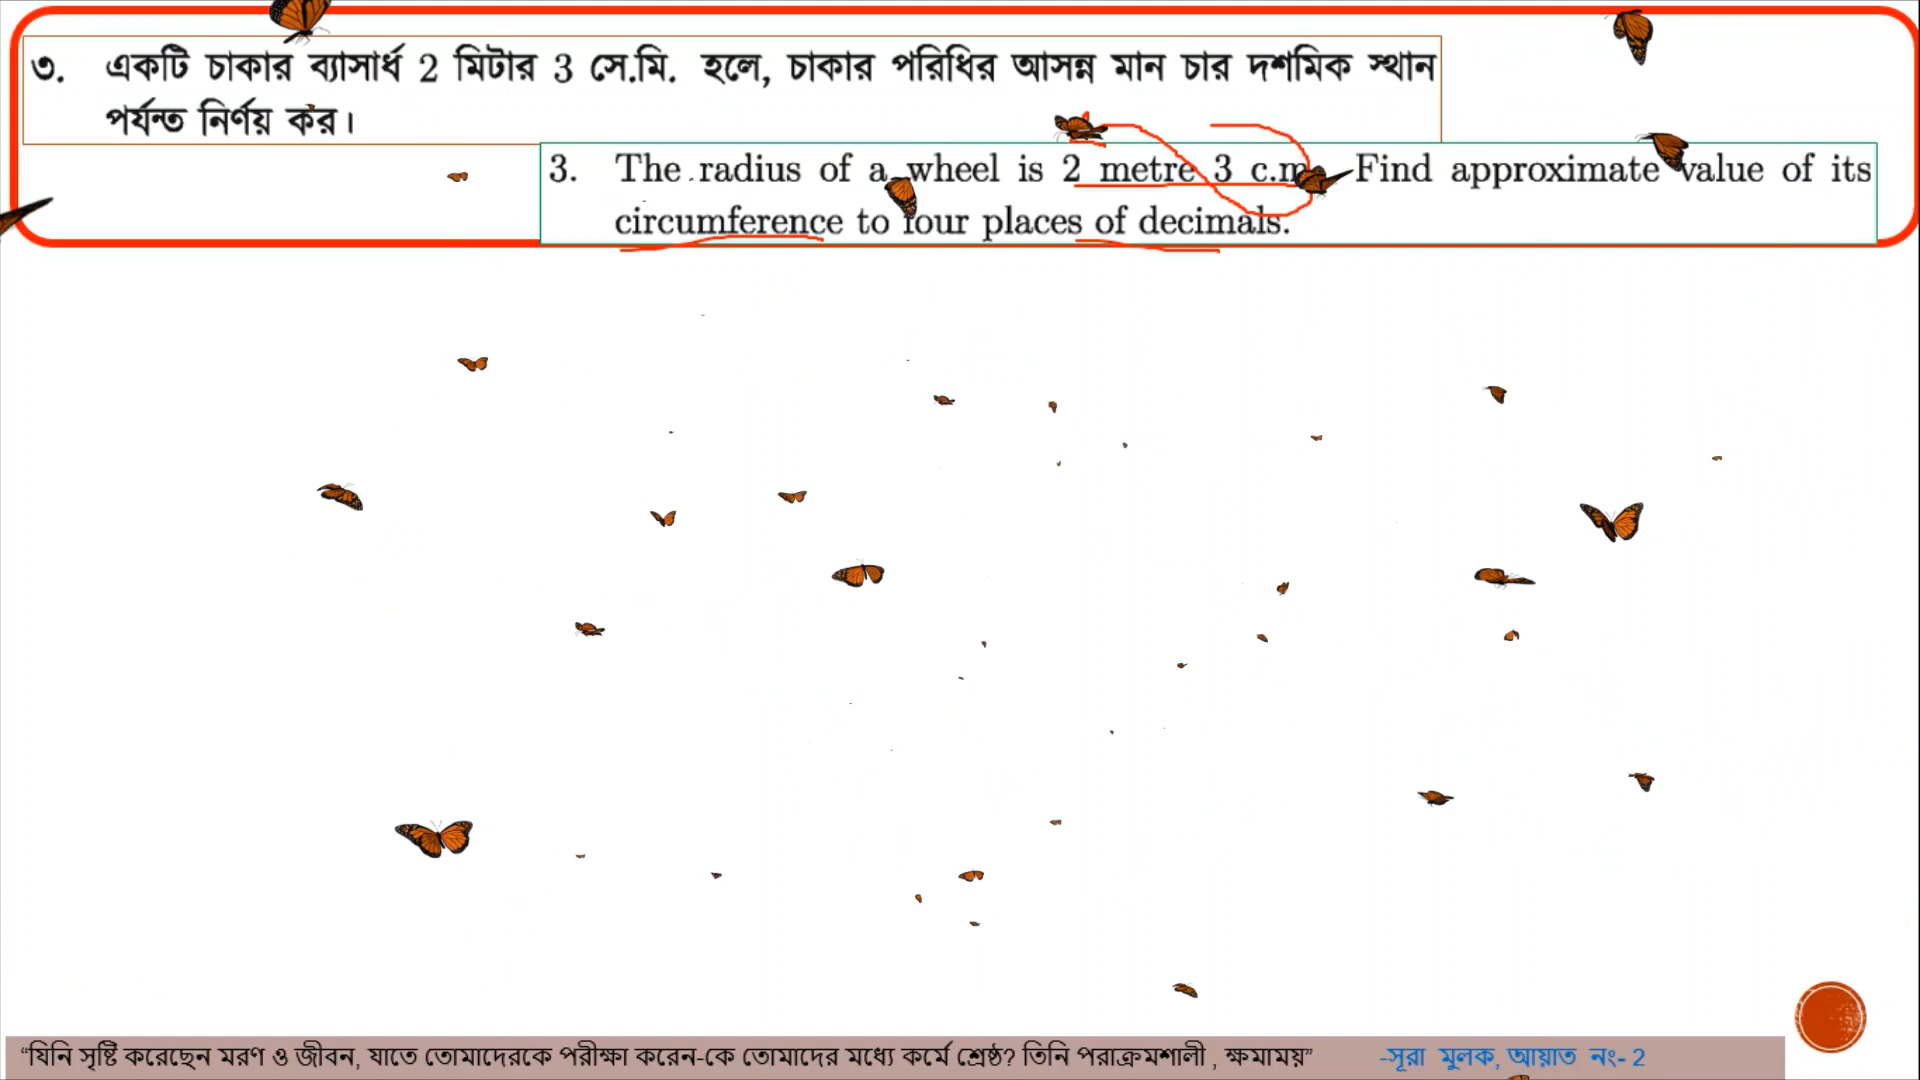 ৩. একটি চাকার ব্যাসার্ধ 2 মিটার 3 সে.মি. হলে, চাকার পরিধির আসন্ন মান চার দশমিক স্থান
পর্যন্ত নির্ণয় কর।
3. The radius of a wheel is 2 metre 3 c.m. Find approximate value of its
circumference to four places of decimals.
“যিনি সৃষ্টি করেছেন মরণ ও জীবন, যাতে তোমাদেরকে পরীক্ষা করেন-কে তোমাদের মধ্যে কর্মে শ্রেষ্ঠ? তিনি পরাক্রমশালী , ক্ষমাময়” -সূরা মুলক, আয়াত নং- 2